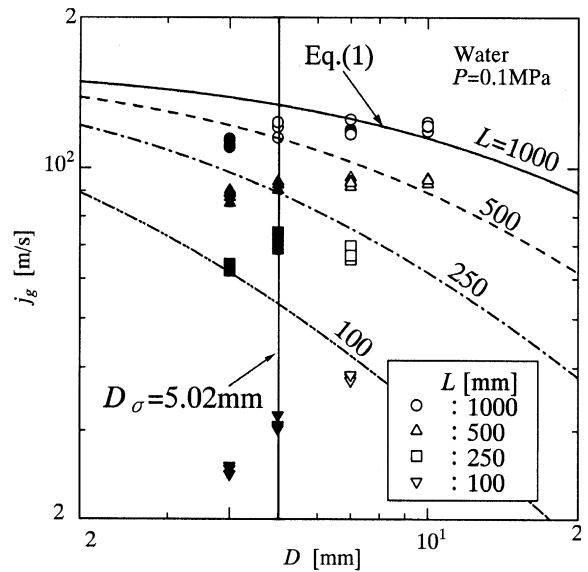 2
Eq.(1)
Water
P=0.1MPa
L=1000
10²
500
250
100
j_g [m/s]
D_σ=5.02mm
L [mm]
○ : 1000
△ : 500
□ : 250
▽ : 100
2
2
10¹
2
D [mm]